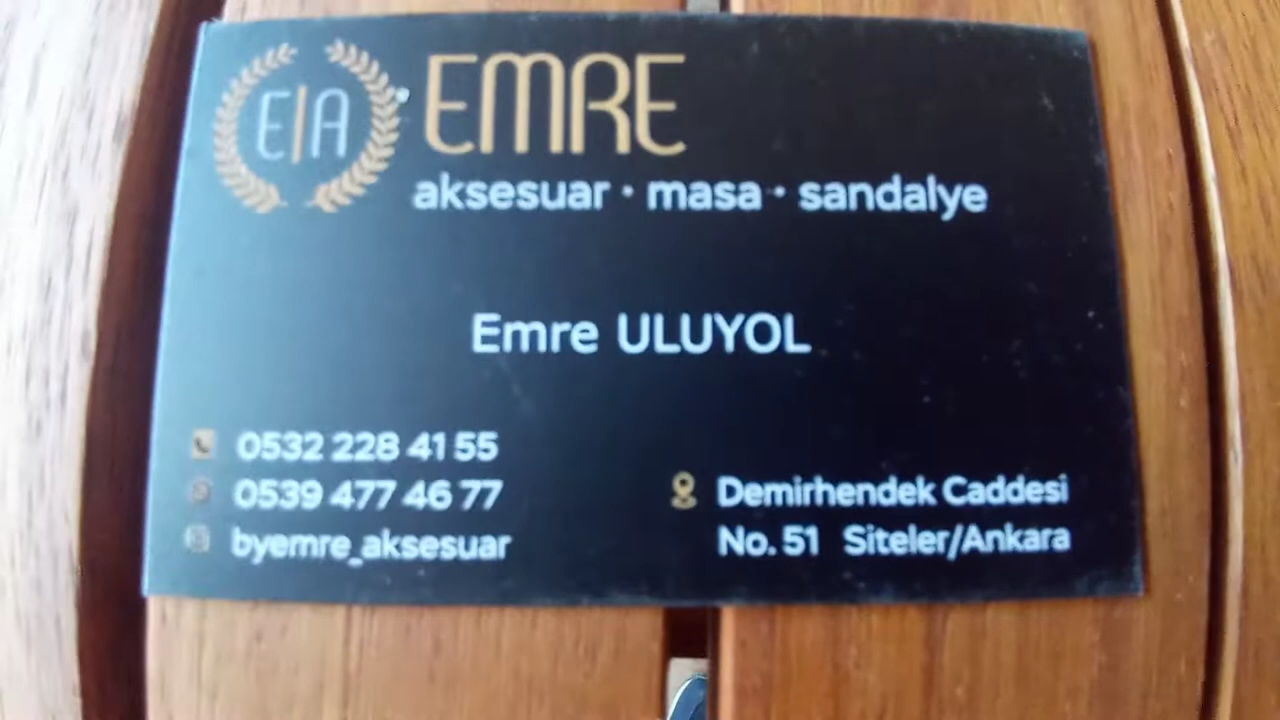 E|A
EMRE
aksesuar · masa · sandalye
Emre ULUYOL
0532 228 41 55
0539 477 46 77
byemre_aksesuar
Demirhendek Caddesi
No. 51 Siteler/Ankara